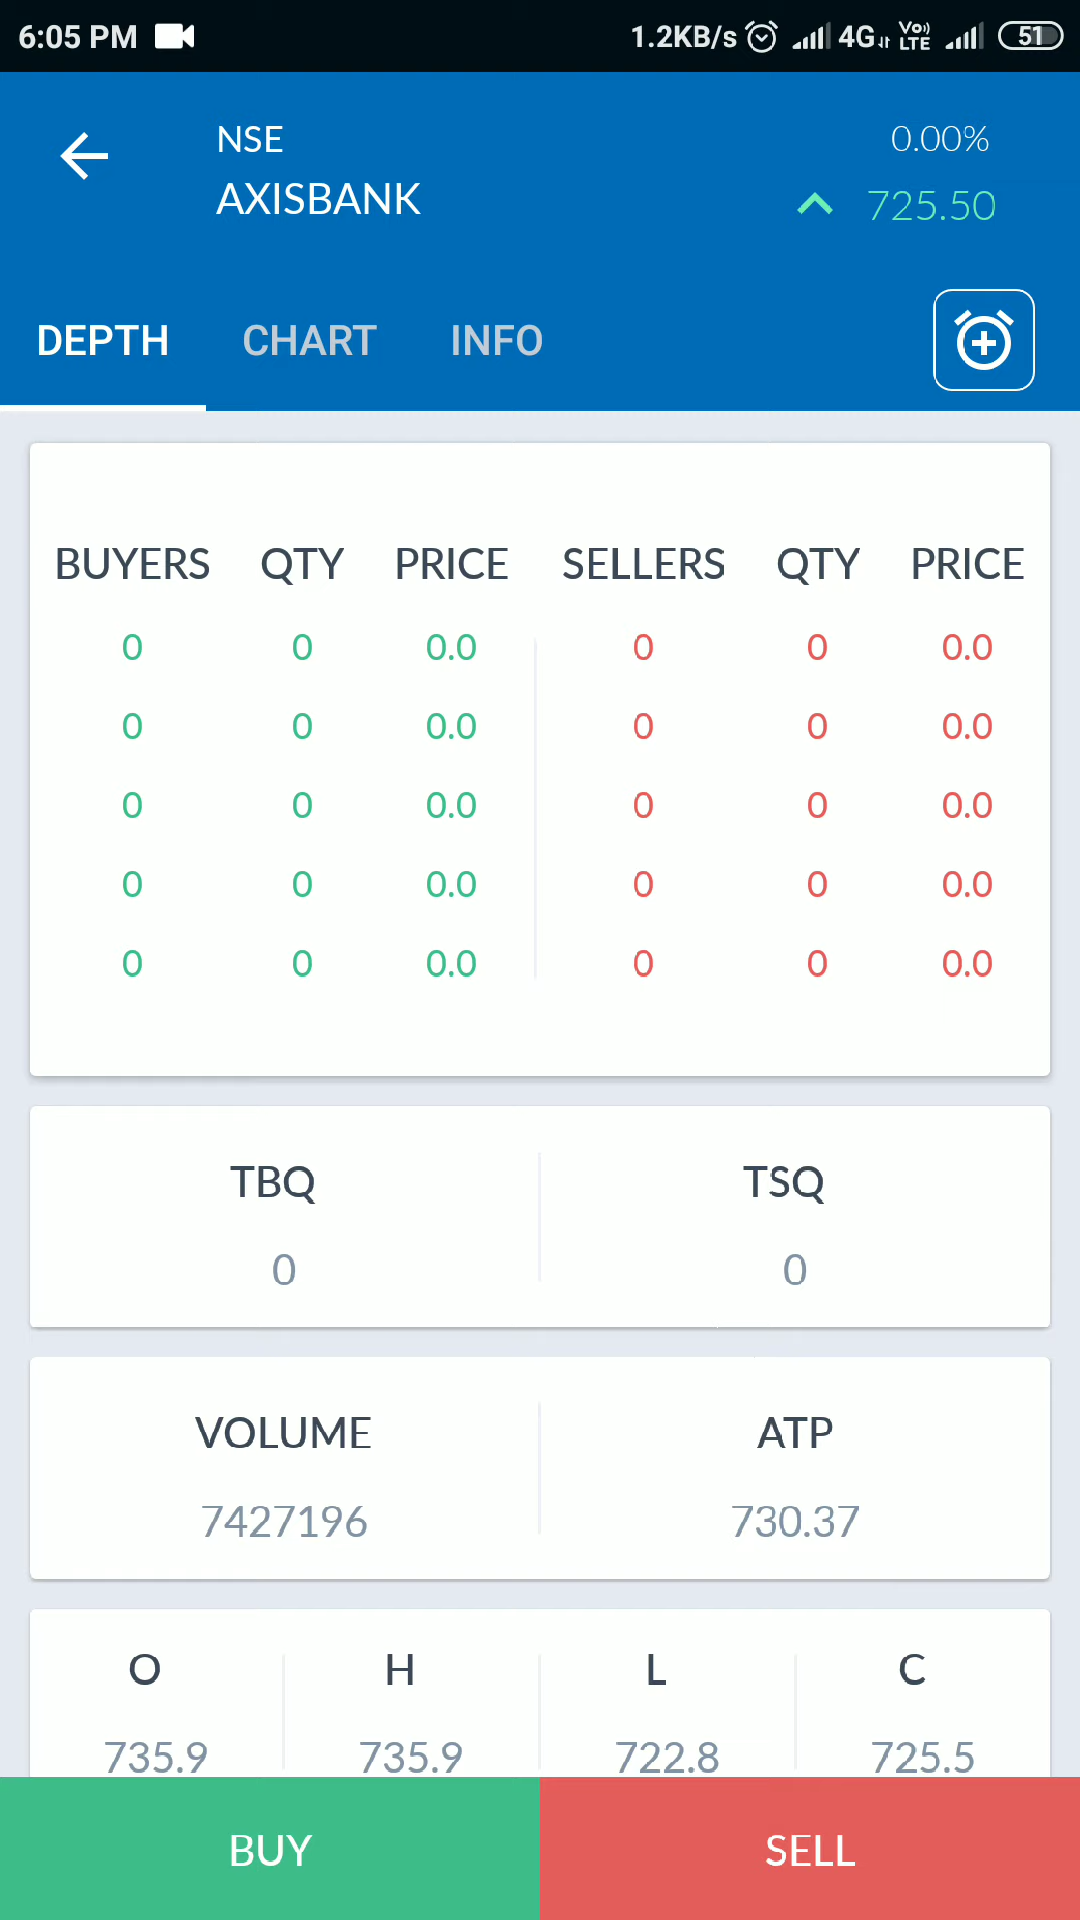 6:05 PM 1.2KB/s 4G VoLTE 51
NSE 0.00%
AXISBANK 725.50
DEPTH CHART INFO
BUYERS QTY PRICE SELLERS QTY PRICE
0 0 0.0 0 0 0.0
0 0 0.0 0 0 0.0
0 0 0.0 0 0 0.0
0 0 0.0 0 0 0.0
0 0 0.0 0 0 0.0
TBQ TSQ
0 0
VOLUME ATP
7427196 730.37
O H L C
735.9 735.9 722.8 725.5
BUY SELL